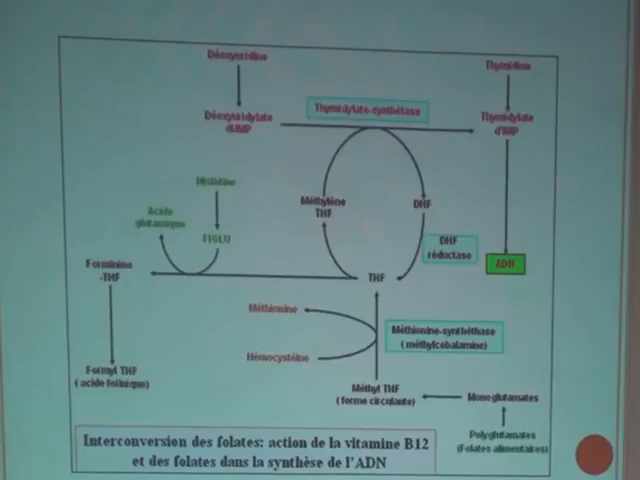 Désoxyuridine
Thymidine
Thymidylate-synthétase
Désoxyuridylate
dUMP
Thymidylate
dTMP
Histidine
Acide
glutamique
FIGLU
Méthylène
THF
DHF
DHF
réductase
ADN
Formimino
-THF
THF
Méthionine
Méthionine-synthéthase
(méthylcobalamine)
Hémocystéine
Formyl THF
(acide folinique)
Méthyl THF
(forme circulante)
Monoglutamates
Polyglutamates
(Folates alimentaires)
Interconversion des folates: action de la vitamine B12
et des folates dans la synthèse de l'ADN